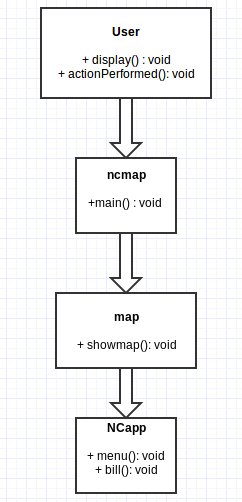 User
+ display() : void
+ actionPerformed(): void
ncmap
+main() : void
map
+ showmap(): void
NCapp
+ menu(): void
+ bill(): void